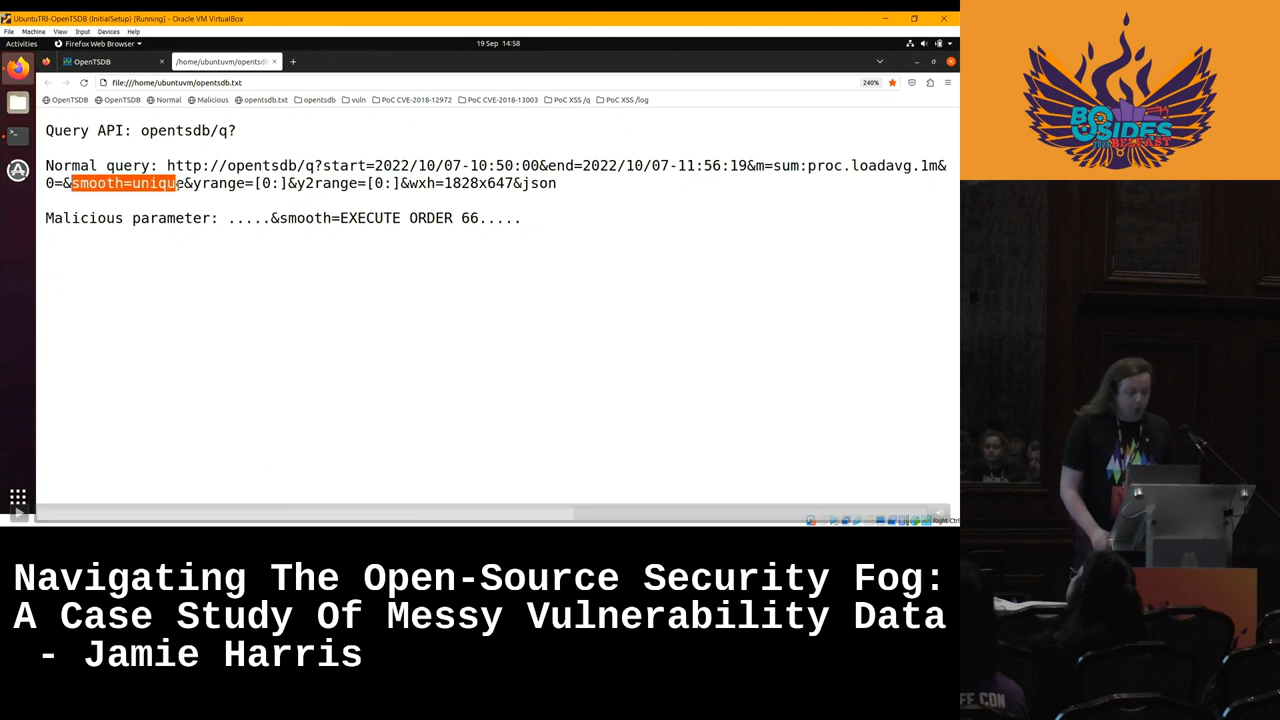 UbuntuTRI-OpenTSDB (InitialSetup) [Running] - Oracle VM VirtualBox
File Machine View Input Devices Help
Activities Firefox Web Browser 19 Sep 14:58
OpenTSDB × /home/ubuntuvm/opentsdb × +
file:///home/ubuntuvm/opentsdb.txt 240%
OpenTSDB OpenTSDB Normal Malicious opentsdb.txt opentsdb vuln PoC CVE-2018-12972 PoC CVE-2018-13003 PoC XSS /q PoC XSS /log
Query API: opentsdb/q?
Normal query: http://opentsdb/q?start=2022/10/07-10:50:00&end=2022/10/07-11:56:19&m=sum:proc.loadavg.1m&
0=&smooth=unique&yrange=[0:]&y2range=[0:]&wxh=1828x647&json
Malicious parameter: .....&smooth=EXECUTE ORDER 66.....
Right Ctrl
BSIDES
BELFAST
Navigating The Open-Source Security Fog:
A Case Study Of Messy Vulnerability Data
- Jamie Harris